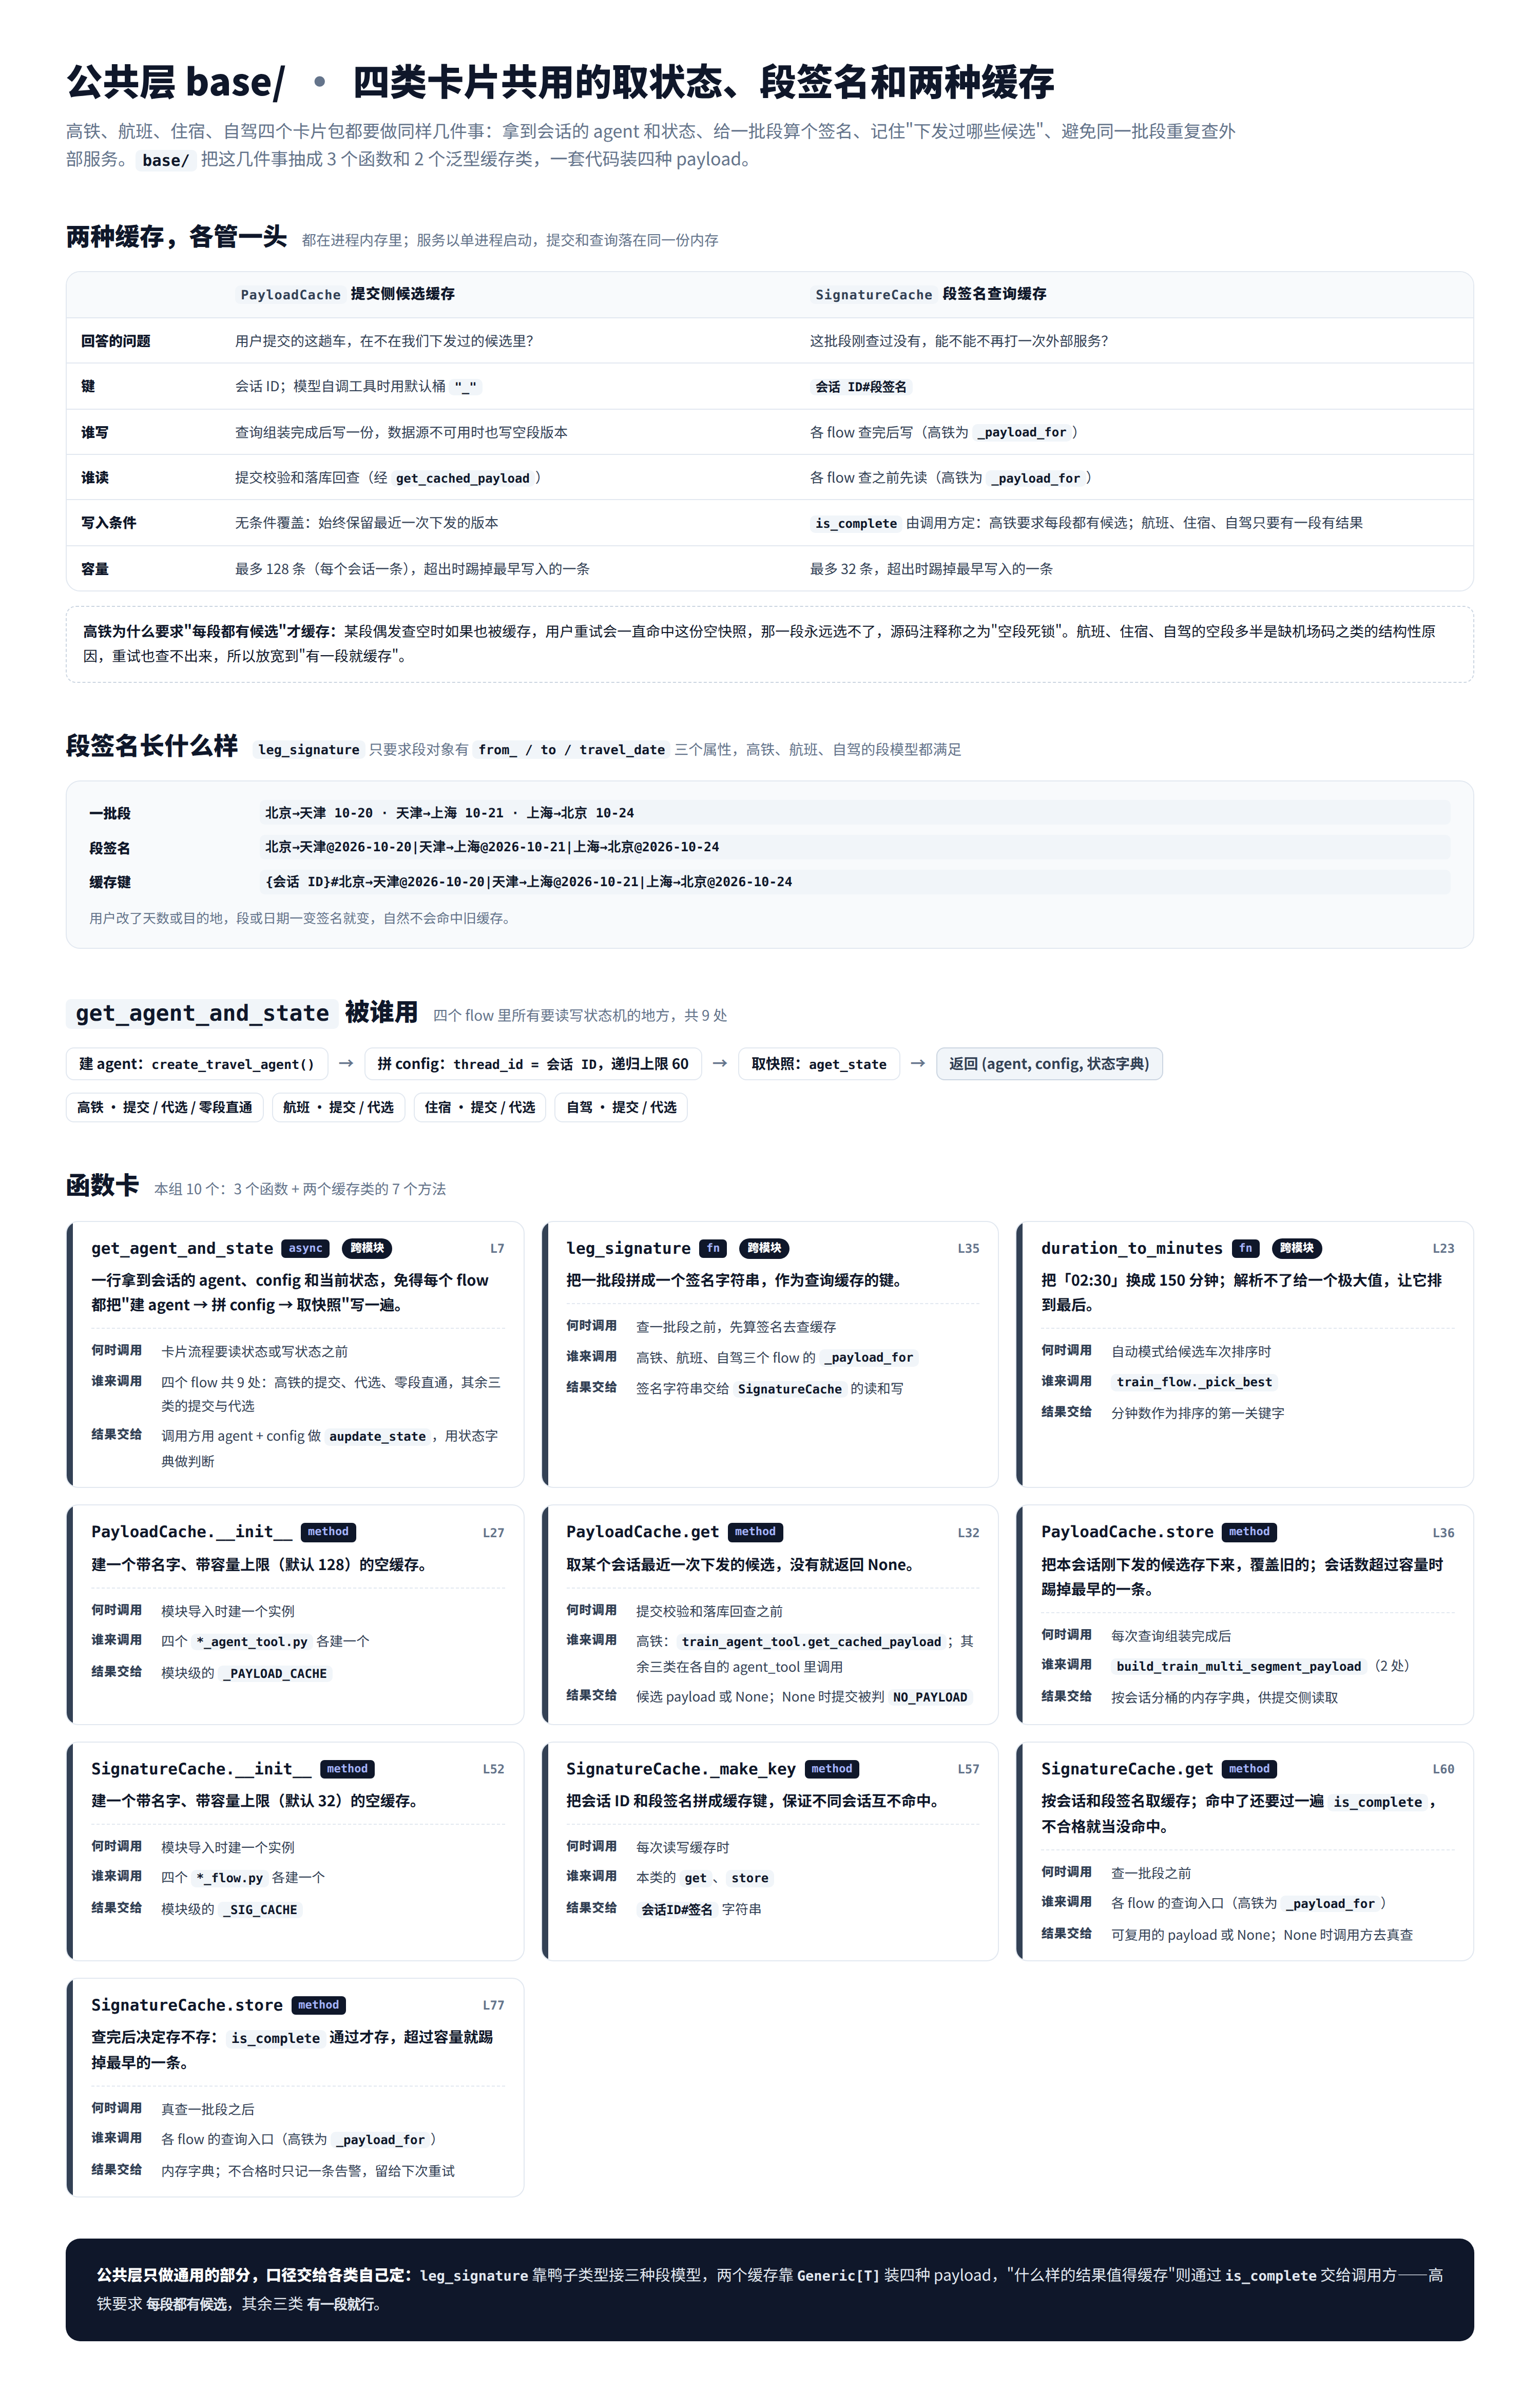 公共层 base/ • 四类卡片共用的取状态、段签名和两种缓存
高铁、航班、住宿、自驾四个卡片包都要做同样几件事：拿到会话的 agent 和状态、给一批段算个签名、记住"下发过哪些候选"、避免同一批段重复查外
部服务。 base/ 把这几件事抽成 3 个函数和 2 个泛型缓存类，一套代码装四种 payload。
两种缓存，各管一头 都在进程内存里；服务以单进程启动，提交和查询落在同一份内存
PayloadCache 提交侧候选缓存 SignatureCache 段签名查询缓存
回答的问题 用户提交的这趟车，在不在我们下发过的候选里？ 这批段刚查过没有，能不能不再打一次外部服务？
键 会话 ID；模型自调工具时用默认桶 "_" 会话 ID#段签名
谁写 查询组装完成后写一份，数据源不可用时也写空段版本 各 flow 查完后写（高铁为 _payload_for ）
谁读 提交校验和落库回查（经 get_cached_payload ） 各 flow 查之前先读（高铁为 _payload_for ）
写入条件 无条件覆盖：始终保留最近一次下发的版本 is_complete 由调用方定：高铁要求每段都有候选；航班、住宿、自驾只要有一段有结果
容量 最多 128 条（每个会话一条），超出时踢掉最早写入的一条 最多 32 条，超出时踢掉最早写入的一条
高铁为什么要求"每段都有候选"才缓存：某段偶发查空时如果也被缓存，用户重试会一直命中这份空快照，那一段永远选不了，源码注释称之为"空段死锁"。航班、住宿、自驾的空段多半是缺机场码之类的结构性原
因，重试也查不出来，所以放宽到"有一段就缓存"。
段签名长什么样 leg_signature 只要求段对象有 from_ / to / travel_date 三个属性，高铁、航班、自驾的段模型都满足
一批段 北京→天津 10-20 · 天津→上海 10-21 · 上海→北京 10-24
段签名 北京→天津@2026-10-20|天津→上海@2026-10-21|上海→北京@2026-10-24
缓存键 {会话 ID}#北京→天津@2026-10-20|天津→上海@2026-10-21|上海→北京@2026-10-24
用户改了天数或目的地，段或日期一变签名就变，自然不会命中旧缓存。
get_agent_and_state 被谁用 四个 flow 里所有要读写状态机的地方，共 9 处
建 agent：create_travel_agent() → 拼 config：thread_id = 会话 ID，递归上限 60 → 取快照：aget_state → 返回 (agent, config, 状态字典)
高铁 · 提交 / 代选 / 零段直通 航班 · 提交 / 代选 住宿 · 提交 / 代选 自驾 · 提交 / 代选
函数卡 本组 10 个：3 个函数 + 两个缓存类的 7 个方法
get_agent_and_state async 跨模块 L7
一行拿到会话的 agent、config 和当前状态，免得每个 flow
都把"建 agent → 拼 config → 取快照"写一遍。
何时调用 卡片流程要读状态或写状态之前
谁来调用 四个 flow 共 9 处：高铁的提交、代选、零段直通，其余三
类的提交与代选
结果交给 调用方用 agent + config 做 aupdate_state ，用状态字
典做判断
leg_signature fn 跨模块 L35
把一批段拼成一个签名字符串，作为查询缓存的键。
何时调用 查一批段之前，先算签名去查缓存
谁来调用 高铁、航班、自驾三个 flow 的 _payload_for
结果交给 签名字符串交给 SignatureCache 的读和写
duration_to_minutes fn 跨模块 L23
把「02:30」换成 150 分钟；解析不了给一个极大值，让它排
到最后。
何时调用 自动模式给候选车次排序时
谁来调用 train_flow._pick_best
结果交给 分钟数作为排序的第一关键字
PayloadCache.__init__ method L27
建一个带名字、带容量上限（默认 128）的空缓存。
何时调用 模块导入时建一个实例
谁来调用 四个 *_agent_tool.py 各建一个
结果交给 模块级的 _PAYLOAD_CACHE
PayloadCache.get method L32
取某个会话最近一次下发的候选，没有就返回 None。
何时调用 提交校验和落库回查之前
谁来调用 高铁： train_agent_tool.get_cached_payload ；其
余三类在各自的 agent_tool 里调用
结果交给 候选 payload 或 None；None 时提交被判 NO_PAYLOAD
PayloadCache.store method L36
把本会话刚下发的候选存下来，覆盖旧的；会话数超过容量时
踢掉最早的一条。
何时调用 每次查询组装完成后
谁来调用 build_train_multi_segment_payload （2 处）
结果交给 按会话分桶的内存字典，供提交侧读取
SignatureCache.__init__ method L52
建一个带名字、带容量上限（默认 32）的空缓存。
何时调用 模块导入时建一个实例
谁来调用 四个 *_flow.py 各建一个
结果交给 模块级的 _SIG_CACHE
SignatureCache._make_key method L57
把会话 ID 和段签名拼成缓存键，保证不同会话互不命中。
何时调用 每次读写缓存时
谁来调用 本类的 get 、 store
结果交给 会话ID#签名 字符串
SignatureCache.get method L60
按会话和段签名取缓存；命中了还要过一遍 is_complete ，
不合格就当没命中。
何时调用 查一批段之前
谁来调用 各 flow 的查询入口（高铁为 _payload_for ）
结果交给 可复用的 payload 或 None；None 时调用方去真查
SignatureCache.store method L77
查完后决定存不存： is_complete 通过才存，超过容量就踢
掉最早的一条。
何时调用 真查一批段之后
谁来调用 各 flow 的查询入口（高铁为 _payload_for ）
结果交给 内存字典；不合格时只记一条告警，留给下次重试
公共层只做通用的部分，口径交给各类自己定：leg_signature 靠鸭子类型接三种段模型，两个缓存靠 Generic[T] 装四种 payload，"什么样的结果值得缓存"则通过 is_complete 交给调用方——高
铁要求 每段都有候选，其余三类 有一段就行。